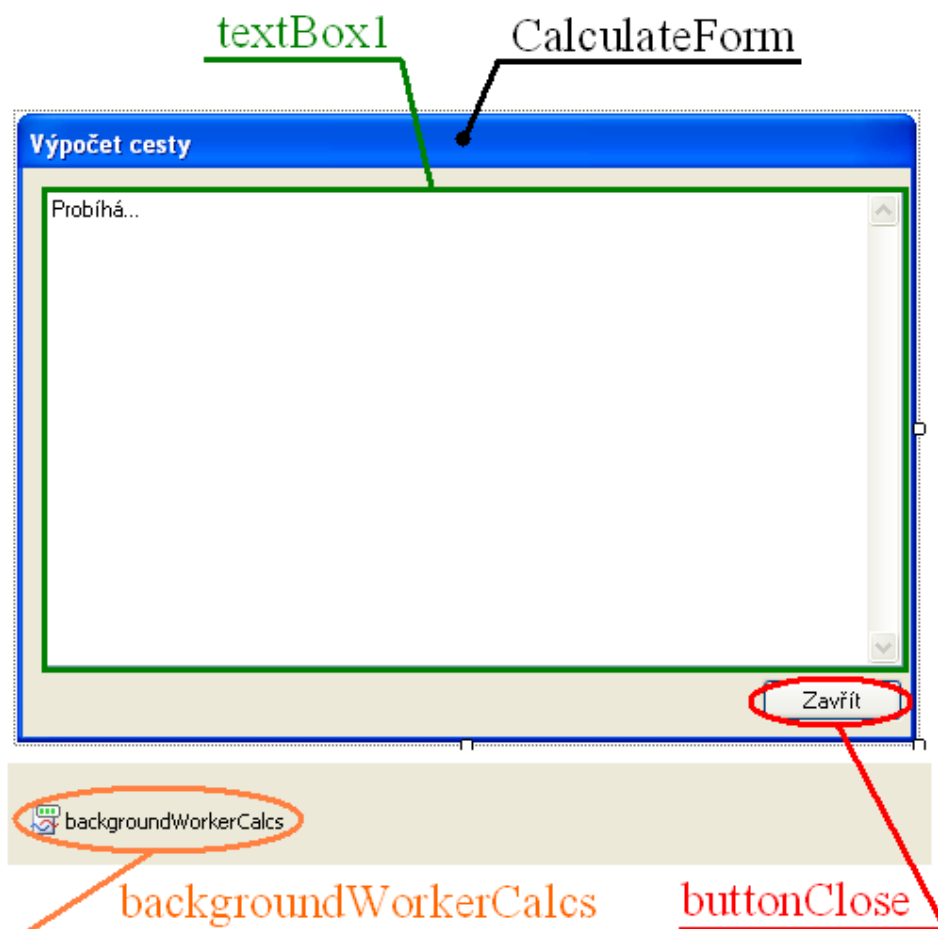 textBox1 CalculateForm
Výpočet cesty
Probíhá...
Zavřít
backgroundWorkerCalcs
backgroundWorkerCalcs buttonClose